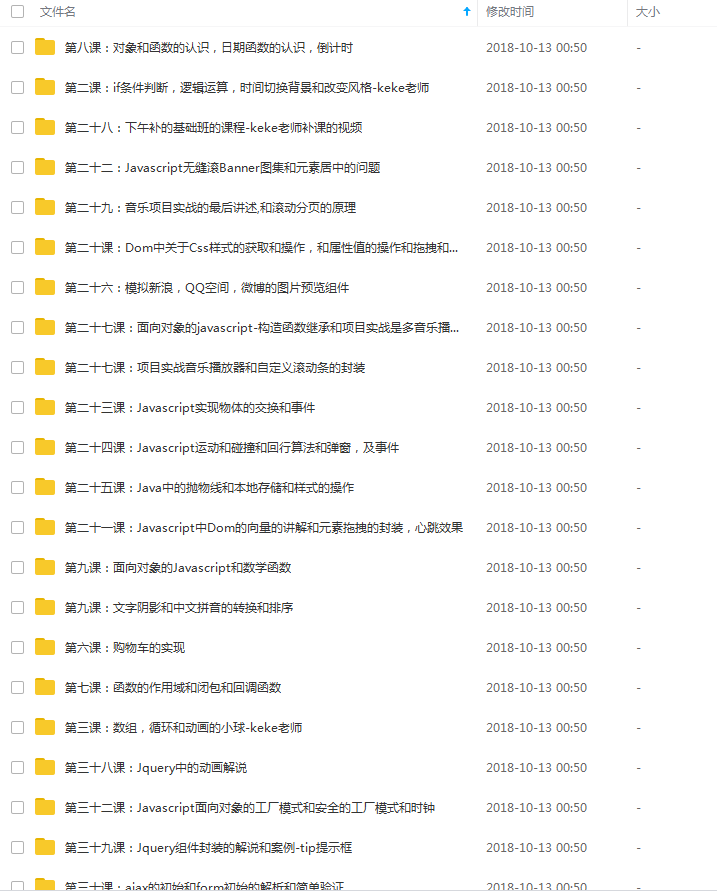 文件名 修改时间 大小
第八课：对象和函数的认识，日期函数的认识，倒计时 2018-10-13 00:50 -
第二课：if条件判断，逻辑运算，时间切换背景和改变风格-keke老师 2018-10-13 00:50 -
第二十八：下午补的基础班的课程-keke老师补课的视频 2018-10-13 00:50 -
第二十二：Javascript无缝滚Banner图集和元素居中的问题 2018-10-13 00:50 -
第二十九：音乐项目实战的最后讲述,和滚动分页的原理 2018-10-13 00:50 -
第二十课：Dom中关于Css样式的获取和操作，和属性值的操作和拖拽和... 2018-10-13 00:50 -
第二十六：模拟新浪，QQ空间，微博的图片预览组件 2018-10-13 00:50 -
第二十七课：面向对象的javascript-构造函数继承和项目实战是多音乐播... 2018-10-13 00:50 -
第二十七课：项目实战音乐播放器和自定义滚动条的封装 2018-10-13 00:50 -
第二十三课：Javascript实现物体的交换和事件 2018-10-13 00:50 -
第二十四课：Javascript运动和碰撞和回行算法和弹窗，及事件 2018-10-13 00:50 -
第二十五课：Java中的抛物线和本地存储和样式的操作 2018-10-13 00:50 -
第二十一课：Javascript中Dom的向量的讲解和元素拖拽的封装，心跳效果 2018-10-13 00:50 -
第九课：面向对象的Javascript和数学函数 2018-10-13 00:50 -
第九课：文字阴影和中文拼音的转换和排序 2018-10-13 00:50 -
第六课：购物车的实现 2018-10-13 00:50 -
第七课：函数的作用域和闭包和回调函数 2018-10-13 00:50 -
第三课：数组，循环和动画的小球-keke老师 2018-10-13 00:50 -
第三十八课：Jquery中的动画解说 2018-10-13 00:50 -
第三十二课：Javascript面向对象的工厂模式和安全的工厂模式和时钟 2018-10-13 00:50 -
第三十九课：Jquery组件封装的解说和案例-tip提示框 2018-10-13 00:50 -
第三十课：ajax的初始和form初始的解析和简单验证 2018-10-13 00:50 -